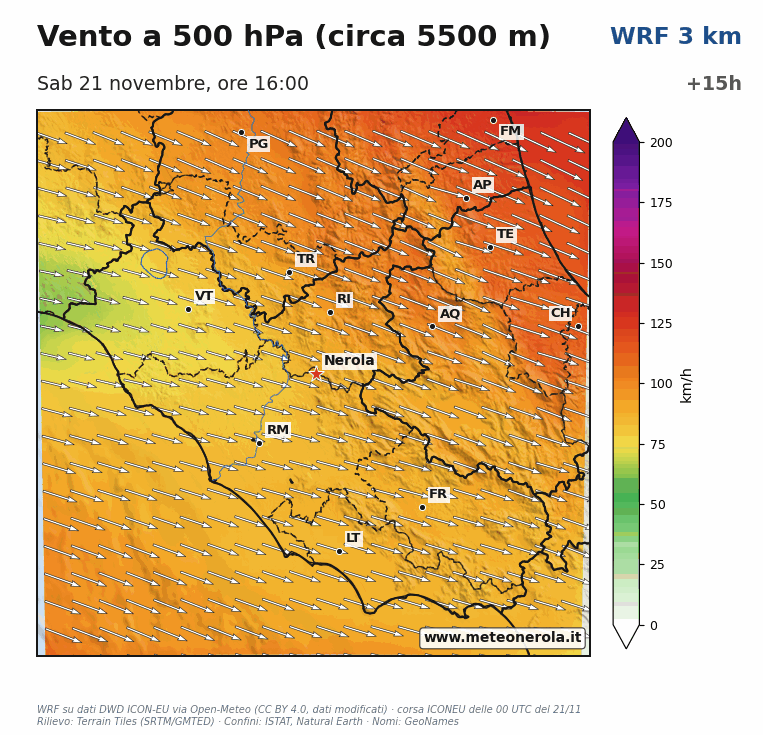 Vento a 500 hPa (circa 5500 m)
WRF 3 km
Sab 21 novembre, ore 16:00
+15h
FM
PG
AP
TE
TR
VT
RI
AQ
CH
Nerola
RM
FR
LT
www.meteonerola.it
200
175
150
125
100
75
50
25
0
km/h
WRF su dati DWD ICON-EU via Open-Meteo (CC BY 4.0, dati modificati) · corsa ICONEU delle 00 UTC del 21/11
Rilievo: Terrain Tiles (SRTM/GMTED) · Confini: ISTAT, Natural Earth · Nomi: GeoNames